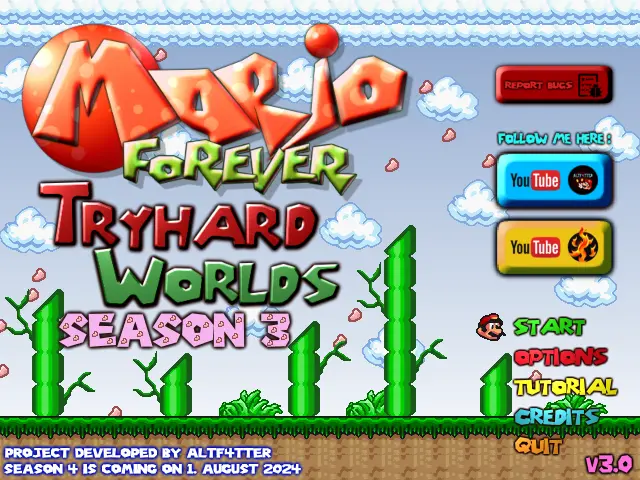 Mario
Forever
Tryhard
Worlds
Season 3
REPORT BUGS
FOLLOW ME HERE:
YouTube
ALTF4TTER
YouTube
START
OPTIONS
TUTORIAL
CREDITS
QUIT
PROJECT DEVELOPED BY ALTF4TTER
SEASON 4 IS COMING ON 1. AUGUST 2024
V3.0